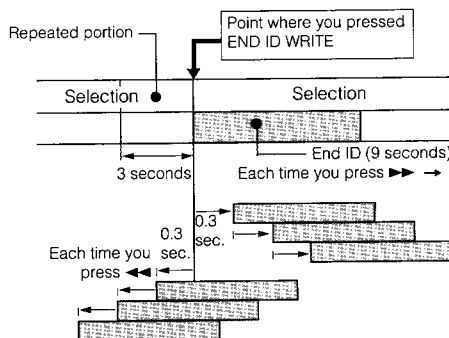 Repeated portion
Point where you pressed
END ID WRITE
Selection
Selection
End ID (9 seconds)
3 seconds
Each time you press ▶▶ →
0.3
sec.
0.3
sec.
Each time you
press ◀◀